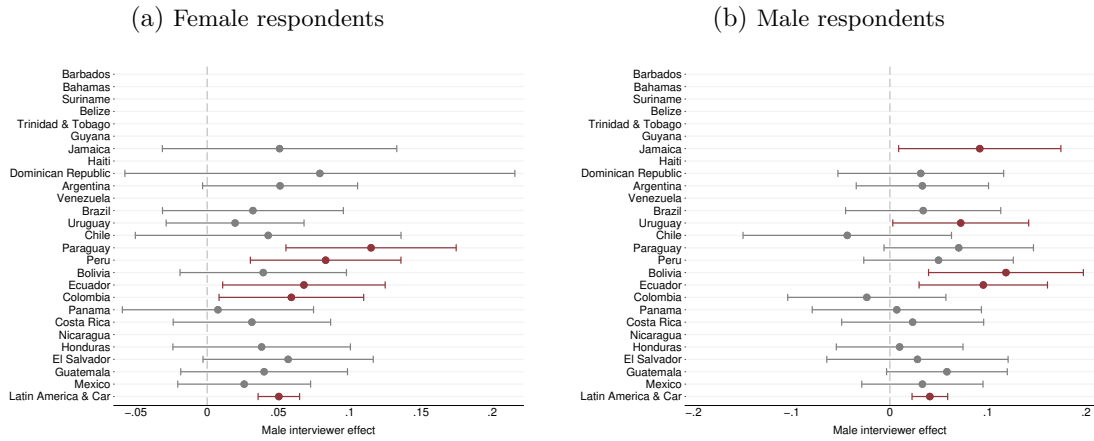 (a) Female respondents
Barbados
Bahamas
Suriname
Belize
Trinidad & Tobago
Guyana
Jamaica
Haiti
Dominican Republic
Argentina
Venezuela
Brazil
Uruguay
Chile
Paraguay
Peru
Bolivia
Ecuador
Colombia
Panama
Costa Rica
Nicaragua
Honduras
El Salvador
Guatemala
Mexico
Latin America & Car
−.05 0 .05 .1 .15 .2
Male interviewer effect
(b) Male respondents
Barbados
Bahamas
Suriname
Belize
Trinidad & Tobago
Guyana
Jamaica
Haiti
Dominican Republic
Argentina
Venezuela
Brazil
Uruguay
Chile
Paraguay
Peru
Bolivia
Ecuador
Colombia
Panama
Costa Rica
Nicaragua
Honduras
El Salvador
Guatemala
Mexico
Latin America & Car
−.2 −.1 0 .1 .2
Male interviewer effect